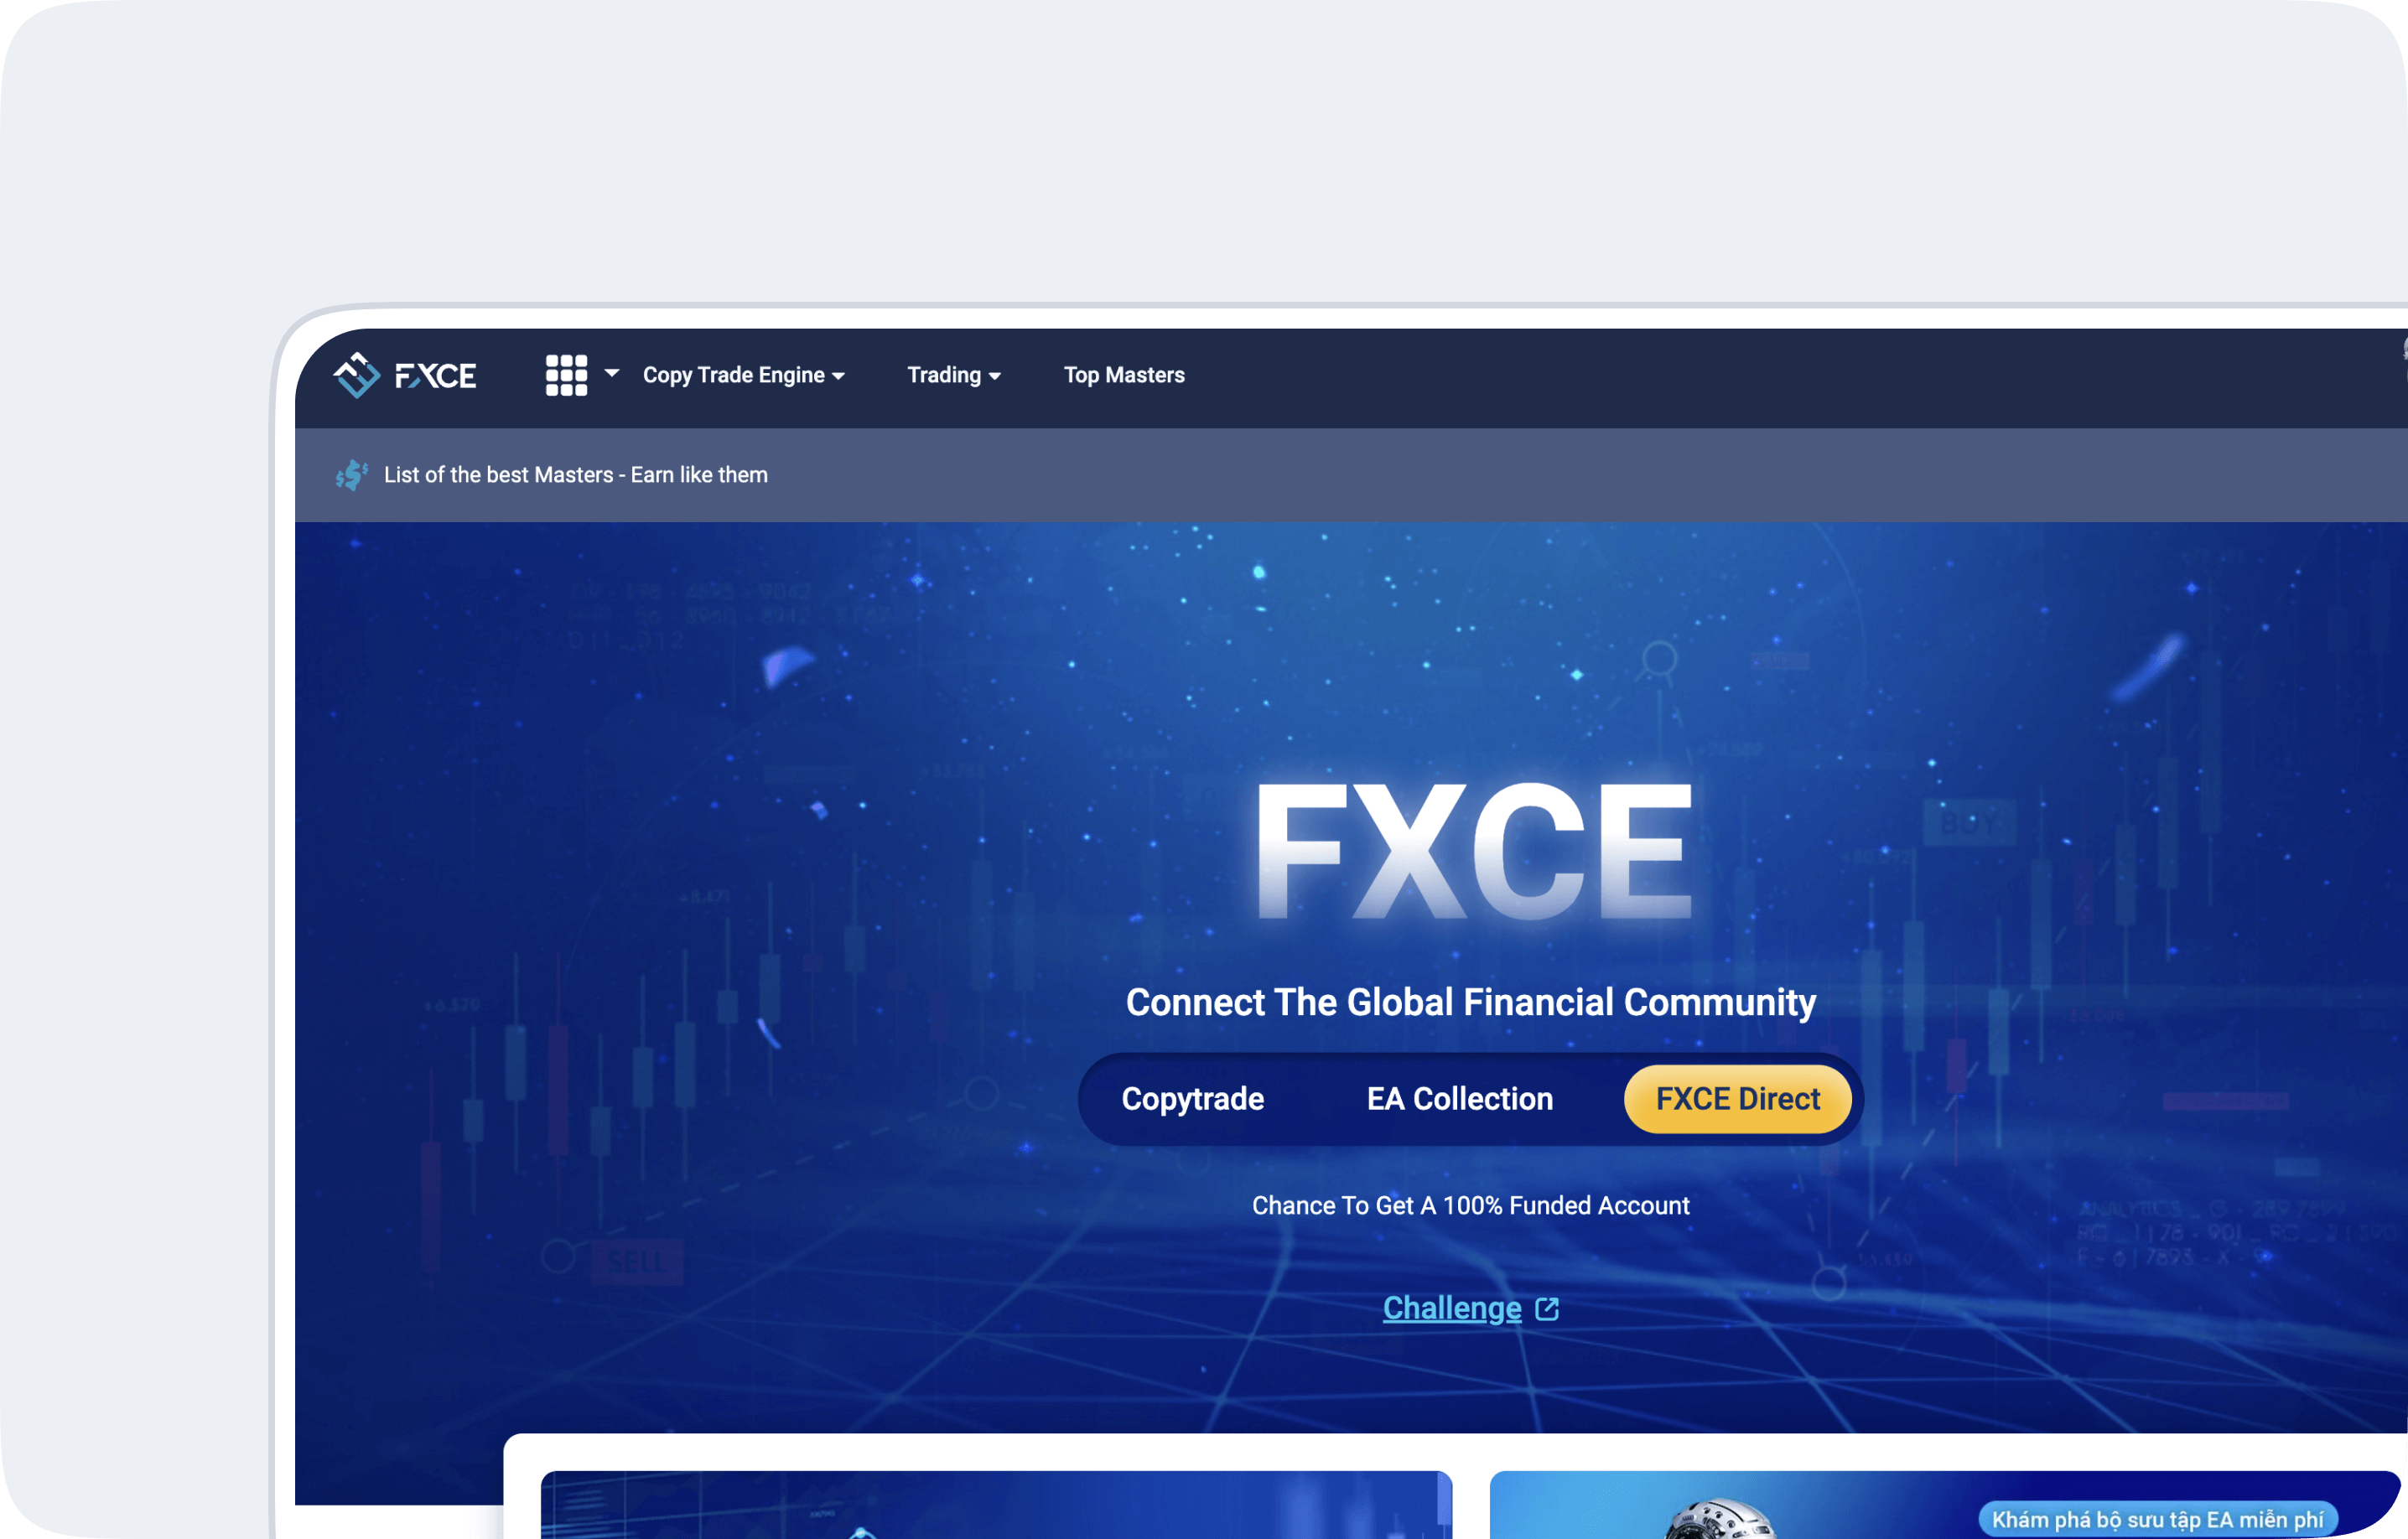 FXCE
Copy Trade Engine
Trading
Top Masters
List of the best Masters - Earn like them
FXCE
Connect The Global Financial Community
Copytrade
EA Collection
FXCE Direct
BUY
SELL
Chance To Get A 100% Funded Account
Challenge
Khám phá bộ sưu tập EA miễn phí